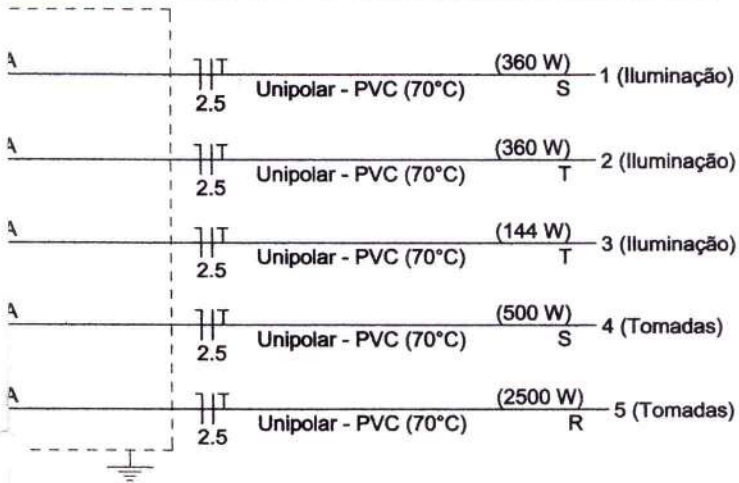 A (360 W) 1 (Iluminação)
2.5 Unipolar - PVC (70°C) S
A (360 W) 2 (Iluminação)
2.5 Unipolar - PVC (70°C) T
A (144 W) 3 (Iluminação)
2.5 Unipolar - PVC (70°C) T
A (500 W) 4 (Tomadas)
2.5 Unipolar - PVC (70°C) S
A (2500 W) 5 (Tomadas)
2.5 Unipolar - PVC (70°C) R